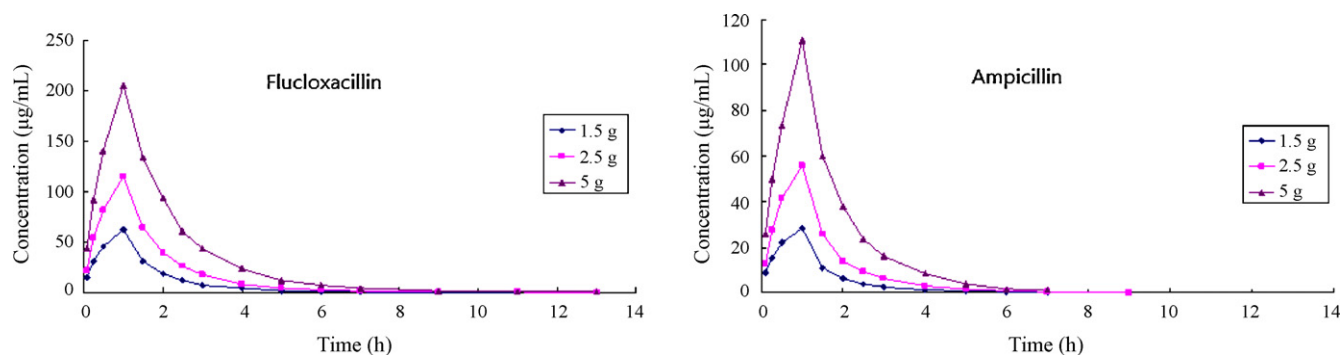 Flucloxacillin
Concentration (μg/mL)
250
200
150
100
50
0
1.5 g
2.5 g
5 g
0 2 4 6 8 10 12 14
Time (h)
Ampicillin
Concentration (μg/mL)
120
100
80
60
40
20
0
1.5 g
2.5 g
5 g
0 2 4 6 8 10 12 14
Time (h)